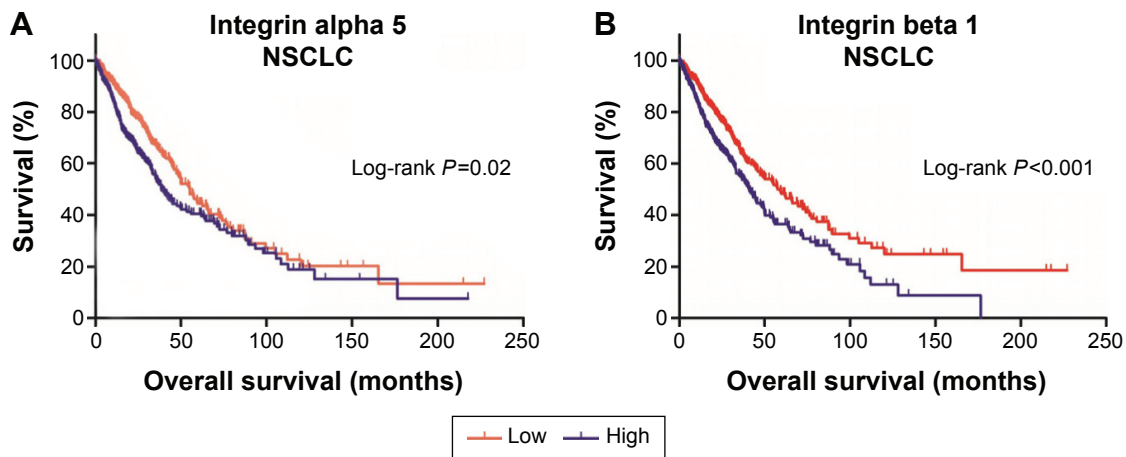 A
Integrin alpha 5
NSCLC
Survival (%)
100
80
60
40
20
0
Log-rank P=0.02
0 50 100 150 200 250
Overall survival (months)
B
Integrin beta 1
NSCLC
Survival (%)
100
80
60
40
20
0
Log-rank P<0.001
0 50 100 150 200 250
Overall survival (months)
Low High